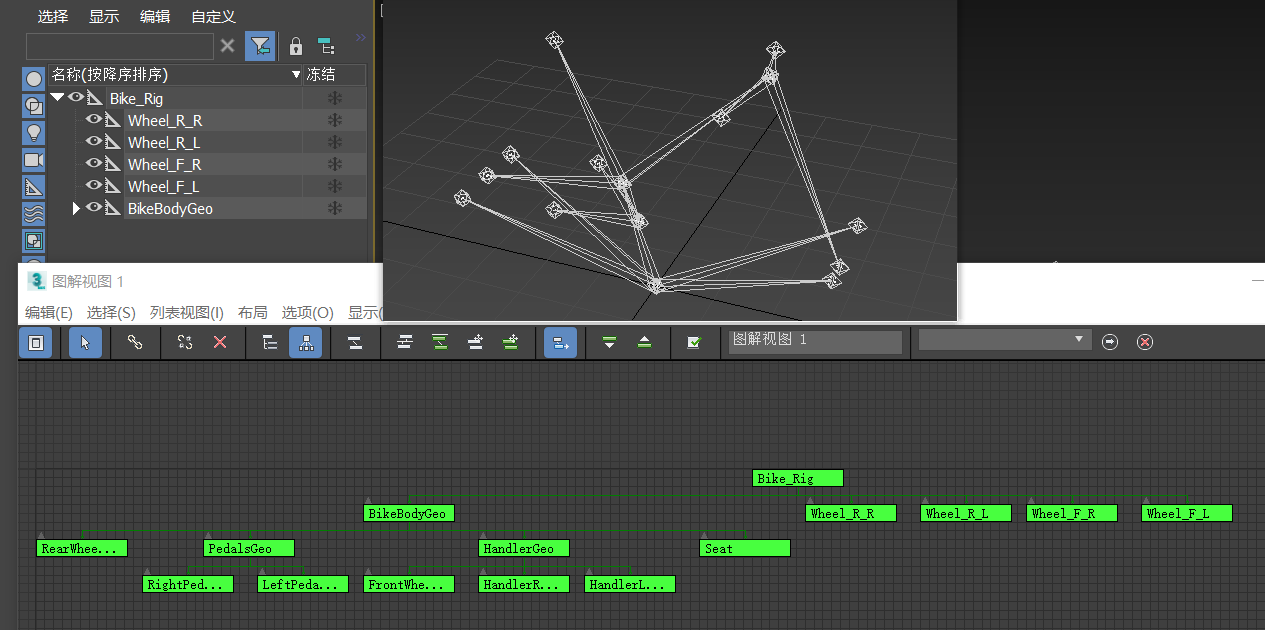 选择 显示 编辑 自定义
名称(按降序排序) ▼ 冻结
Bike_Rig
Wheel_R_R
Wheel_R_L
Wheel_F_R
Wheel_F_L
BikeBodyGeo
图解视图 1
编辑(E) 选择(S) 列表视图(I) 布局 选项(O) 显示(
图解视图 1
Bike_Rig
BikeBodyGeo Wheel_R_R Wheel_R_L Wheel_F_R Wheel_F_L
RearWhee... PedalsGeo HandlerGeo Seat
RightPed... LeftPeda... FrontWhe... HandlerR... HandlerL...